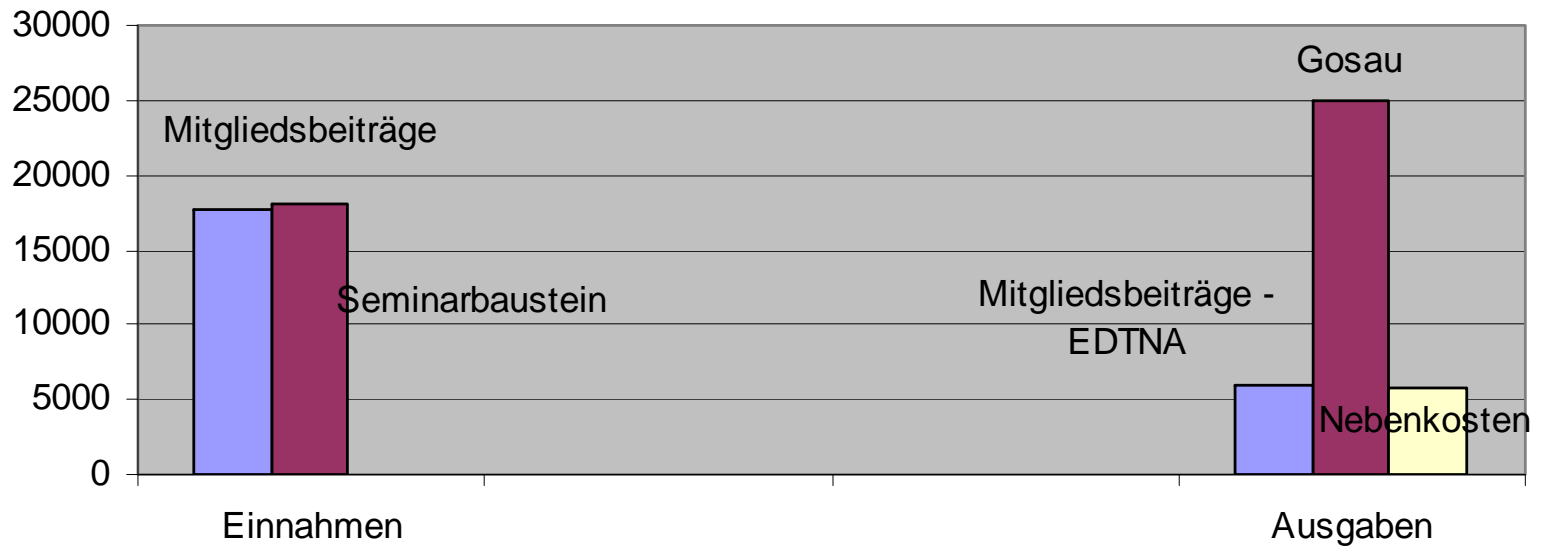 30000
25000
20000
15000
10000
5000
0
Mitgliedsbeiträge
Seminarbaustein
Mitgliedsbeiträge -
EDTNA
Gosau
Nebenkosten
Einnahmen
Ausgaben